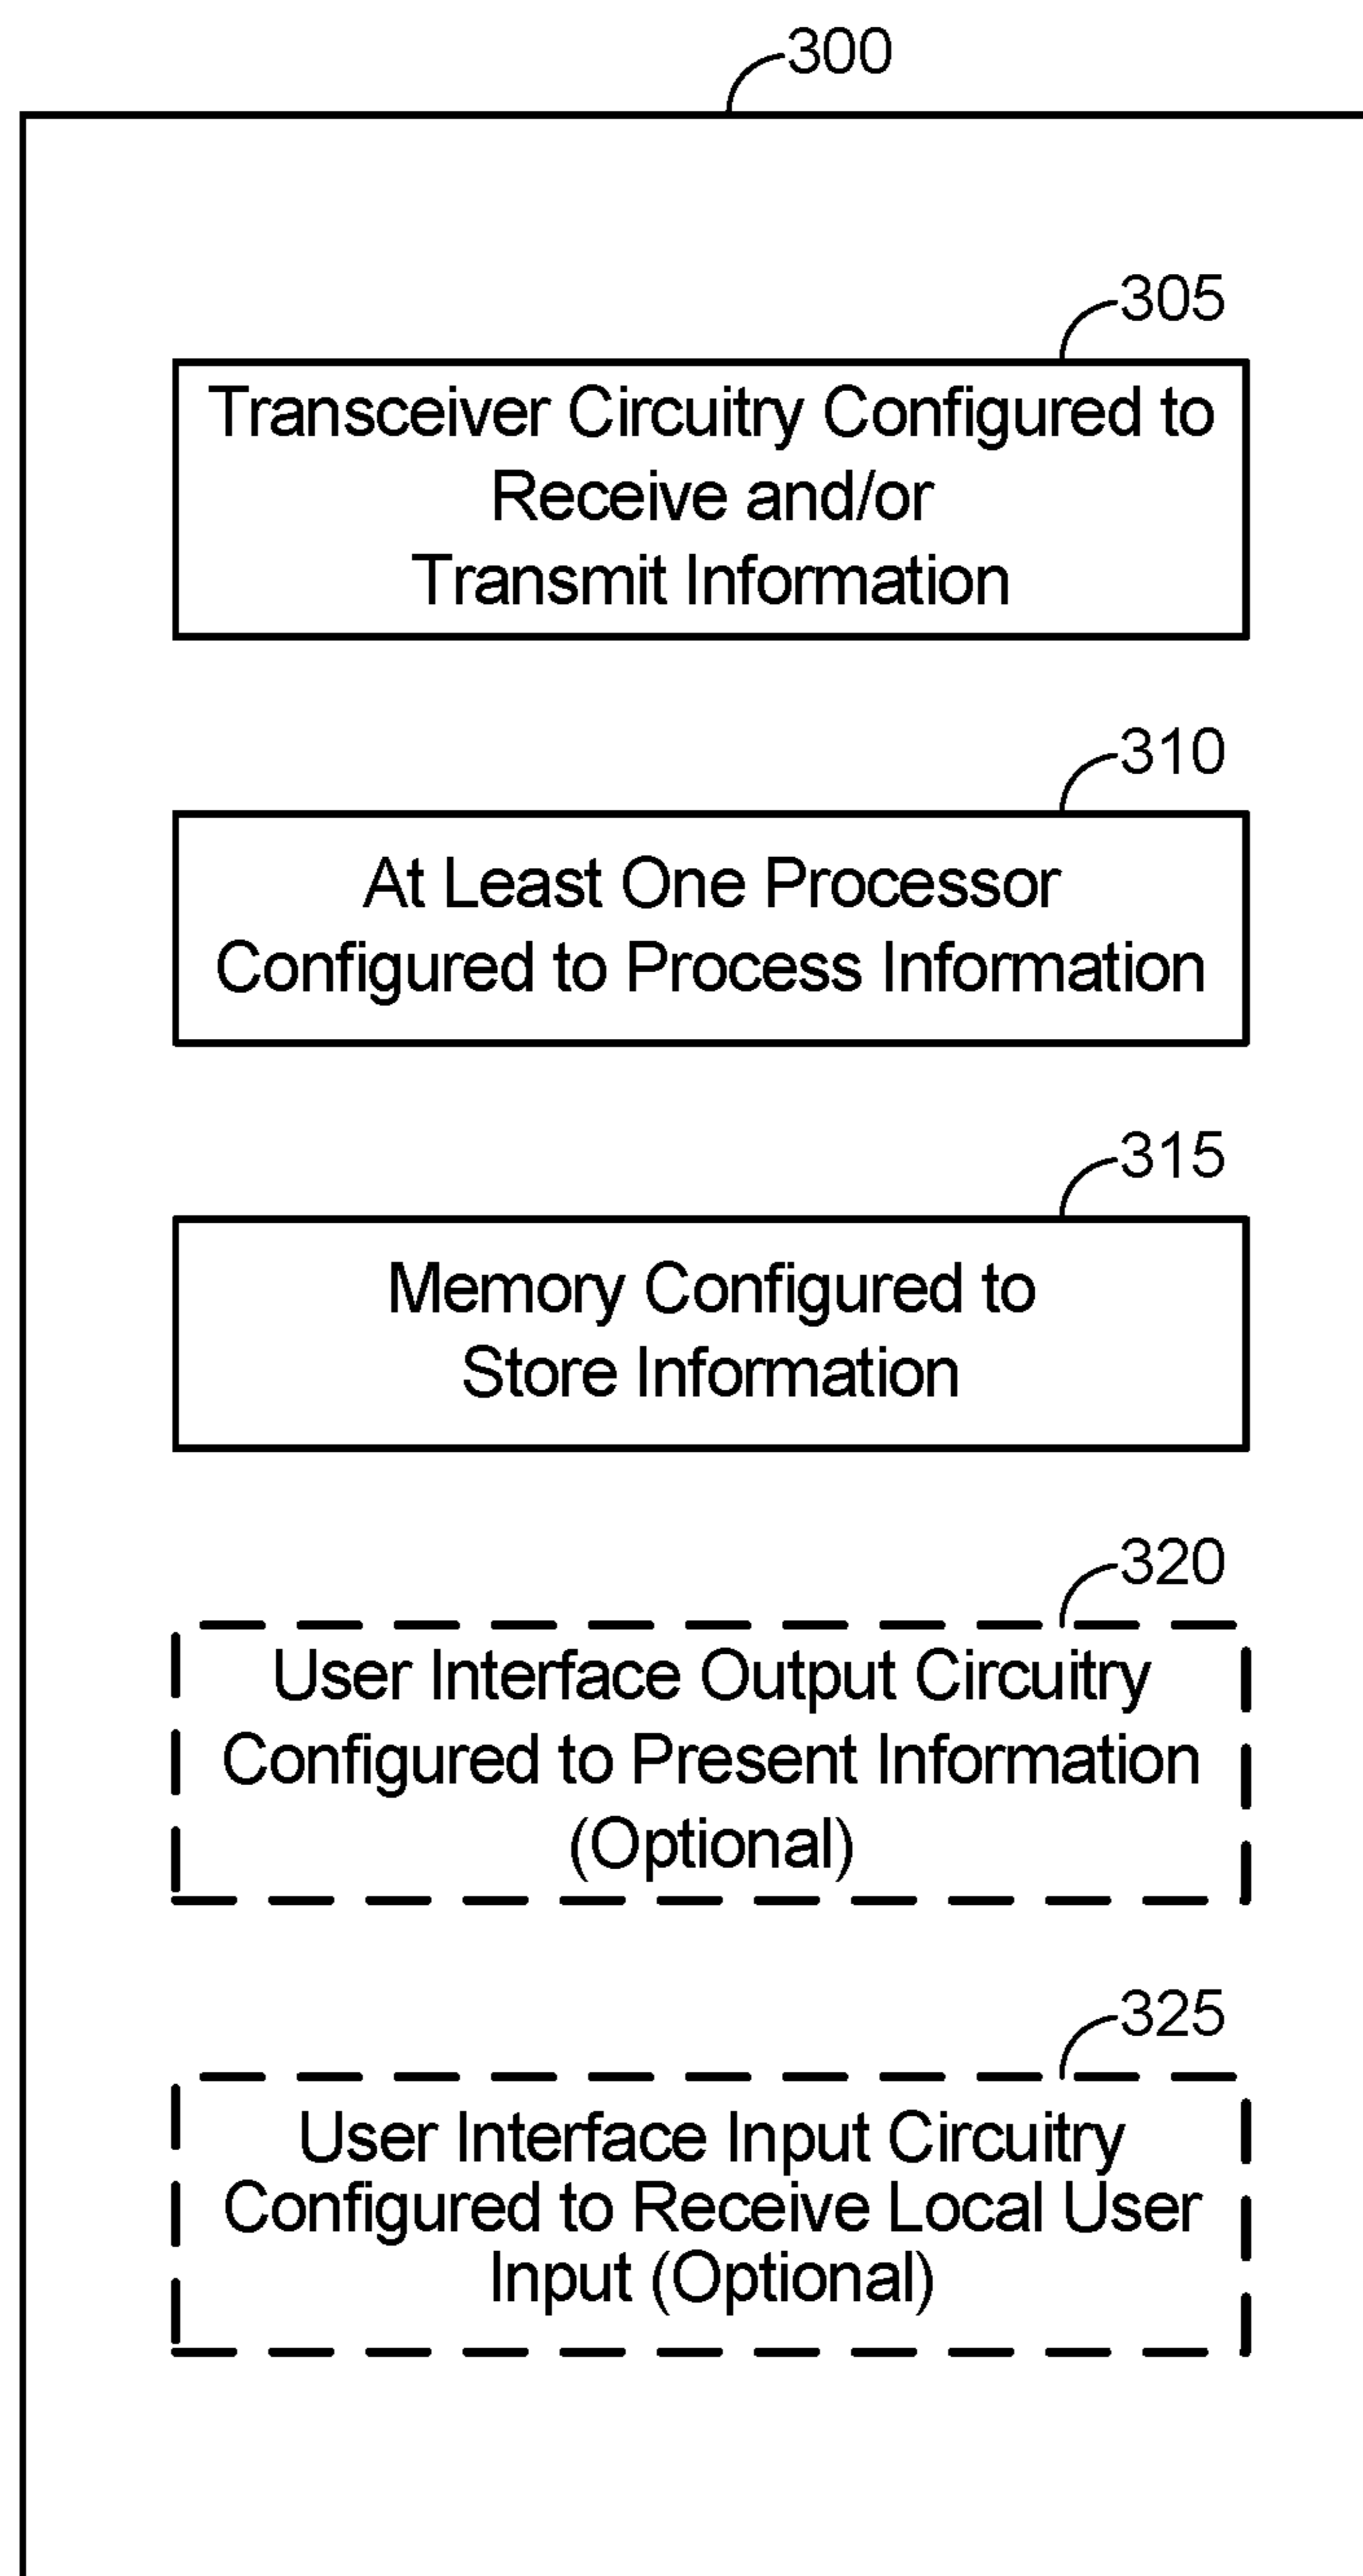 300
305
Transceiver Circuitry Configured to
Receive and/or
Transmit Information
310
At Least One Processor
Configured to Process Information
315
Memory Configured to
Store Information
320
User Interface Output Circuitry
Configured to Present Information
(Optional)
325
User Interface Input Circuitry
Configured to Receive Local User
Input (Optional)